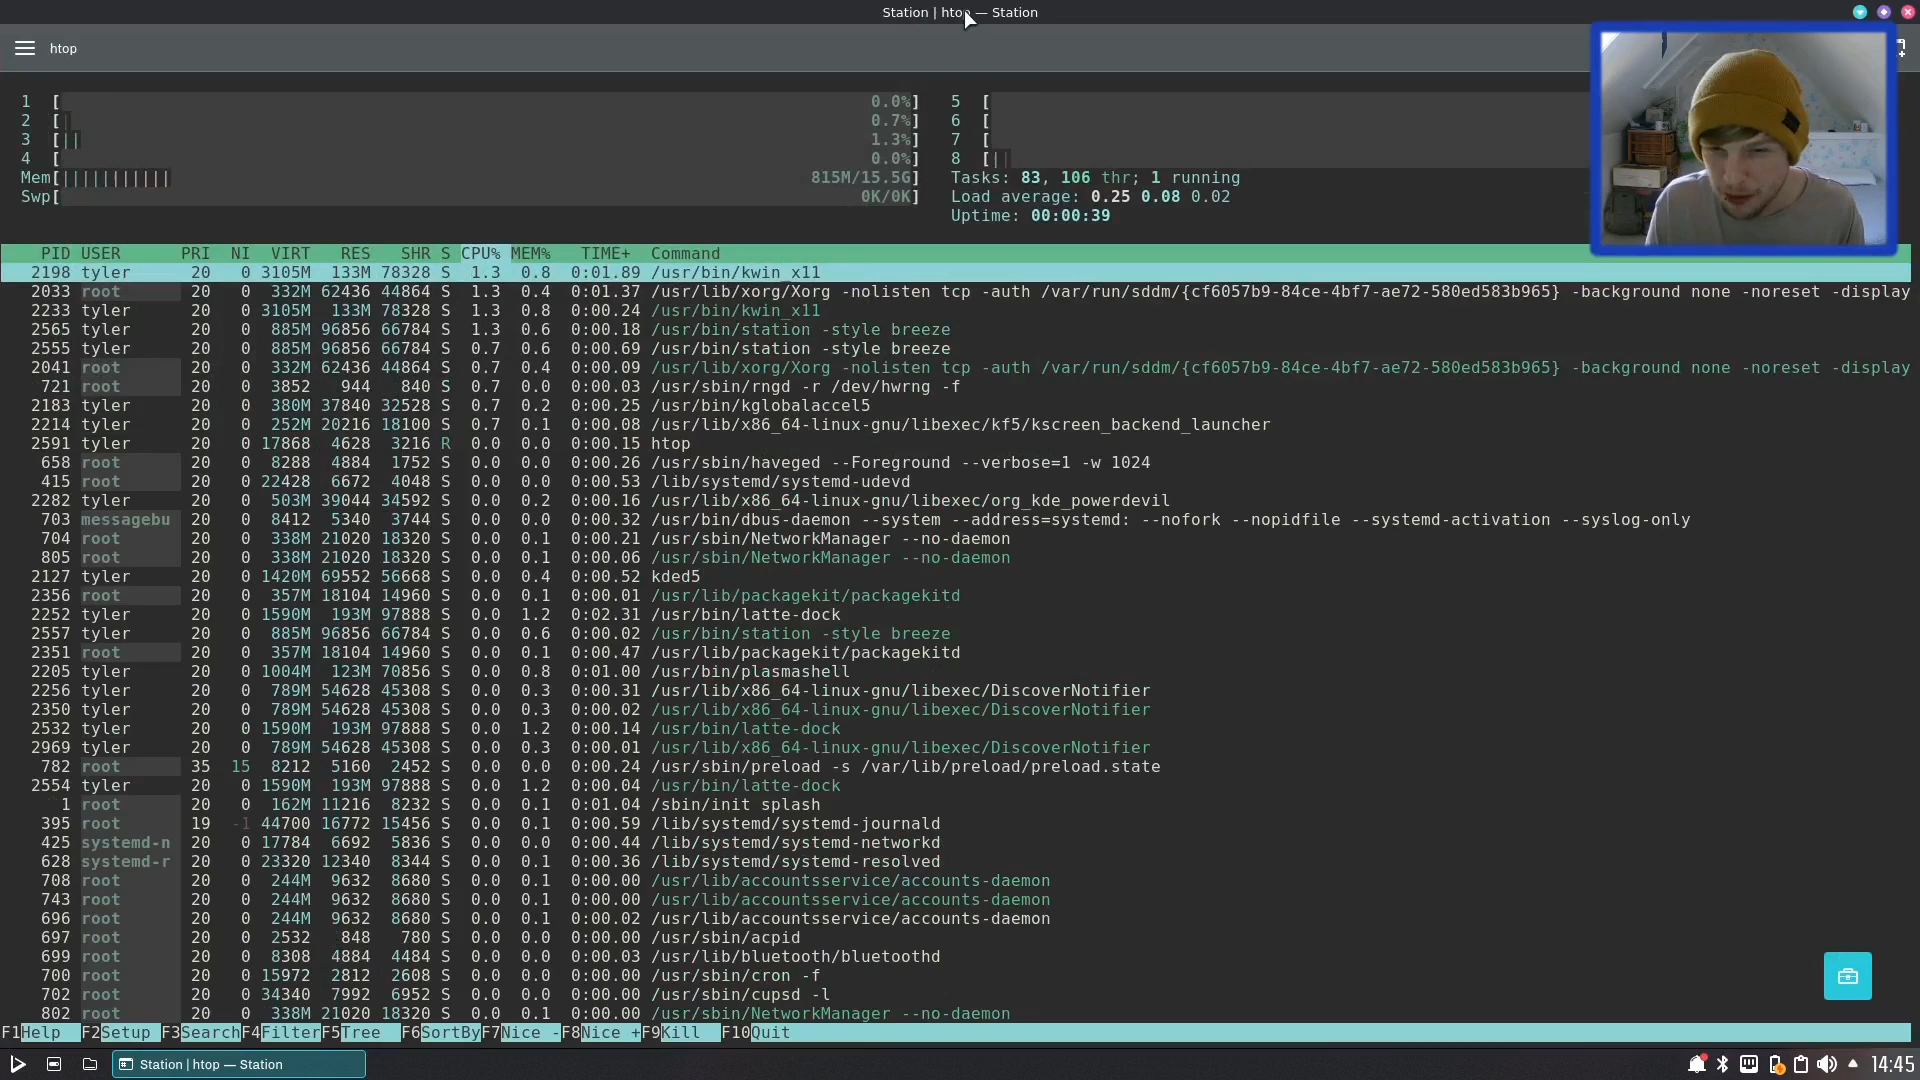 Station | htop — Station
htop
1 [ 0.0%] 5 [
2 [| 0.7%] 6 [
3 [|| 1.3%] 7 [
4 [ 0.0%] 8 [||
Mem[||||||||||| 815M/15.5G] Tasks: 83, 106 thr; 1 running
Swp[ 0K/0K] Load average: 0.25 0.08 0.02
Uptime: 00:00:39
PID USER PRI NI VIRT RES SHR S CPU% MEM% TIME+ Command
2198 tyler 20 0 3105M 133M 78328 S 1.3 0.8 0:01.89 /usr/bin/kwin_x11
2033 root 20 0 332M 62436 44864 S 1.3 0.4 0:01.37 /usr/lib/xorg/Xorg -nolisten tcp -auth /var/run/sddm/{cf6057b9-84ce-4bf7-ae72-580ed583b965} -background none -noreset -display
2233 tyler 20 0 3105M 133M 78328 S 1.3 0.8 0:00.24 /usr/bin/kwin_x11
2565 tyler 20 0 885M 96856 66784 S 1.3 0.6 0:00.18 /usr/bin/station -style breeze
2555 tyler 20 0 885M 96856 66784 S 0.7 0.6 0:00.69 /usr/bin/station -style breeze
2041 root 20 0 332M 62436 44864 S 0.7 0.4 0:00.09 /usr/lib/xorg/Xorg -nolisten tcp -auth /var/run/sddm/{cf6057b9-84ce-4bf7-ae72-580ed583b965} -background none -noreset -display
721 root 20 0 3852 944 840 S 0.7 0.0 0:00.03 /usr/sbin/rngd -r /dev/hwrng -f
2183 tyler 20 0 380M 37840 32528 S 0.7 0.2 0:00.25 /usr/bin/kglobalaccel5
2214 tyler 20 0 252M 20216 18100 S 0.7 0.1 0:00.08 /usr/lib/x86_64-linux-gnu/libexec/kf5/kscreen_backend_launcher
2591 tyler 20 0 17868 4628 3216 R 0.0 0.0 0:00.15 htop
658 root 20 0 8288 4884 1752 S 0.0 0.0 0:00.26 /usr/sbin/haveged --Foreground --verbose=1 -w 1024
415 root 20 0 22428 6672 4048 S 0.0 0.0 0:00.53 /lib/systemd/systemd-udevd
2282 tyler 20 0 503M 39044 34592 S 0.0 0.2 0:00.16 /usr/lib/x86_64-linux-gnu/libexec/org_kde_powerdevil
703 messagebu 20 0 8412 5340 3744 S 0.0 0.0 0:00.32 /usr/bin/dbus-daemon --system --address=systemd: --nofork --nopidfile --systemd-activation --syslog-only
704 root 20 0 338M 21020 18320 S 0.0 0.1 0:00.21 /usr/sbin/NetworkManager --no-daemon
805 root 20 0 338M 21020 18320 S 0.0 0.1 0:00.06 /usr/sbin/NetworkManager --no-daemon
2127 tyler 20 0 1420M 69552 56668 S 0.0 0.4 0:00.52 kded5
2356 root 20 0 357M 18104 14960 S 0.0 0.1 0:00.01 /usr/lib/packagekit/packagekitd
2252 tyler 20 0 1590M 193M 97888 S 0.0 1.2 0:02.31 /usr/bin/latte-dock
2557 tyler 20 0 885M 96856 66784 S 0.0 0.6 0:00.02 /usr/bin/station -style breeze
2351 root 20 0 357M 18104 14960 S 0.0 0.1 0:00.47 /usr/lib/packagekit/packagekitd
2205 tyler 20 0 1004M 123M 70856 S 0.0 0.8 0:01.00 /usr/bin/plasmashell
2256 tyler 20 0 789M 54628 45308 S 0.0 0.3 0:00.31 /usr/lib/x86_64-linux-gnu/libexec/DiscoverNotifier
2350 tyler 20 0 789M 54628 45308 S 0.0 0.3 0:00.02 /usr/lib/x86_64-linux-gnu/libexec/DiscoverNotifier
2532 tyler 20 0 1590M 193M 97888 S 0.0 1.2 0:00.14 /usr/bin/latte-dock
2969 tyler 20 0 789M 54628 45308 S 0.0 0.3 0:00.01 /usr/lib/x86_64-linux-gnu/libexec/DiscoverNotifier
782 root 35 15 8212 5160 2452 S 0.0 0.0 0:00.24 /usr/sbin/preload -s /var/lib/preload/preload.state
2554 tyler 20 0 1590M 193M 97888 S 0.0 1.2 0:00.04 /usr/bin/latte-dock
1 root 20 0 162M 11216 8232 S 0.0 0.1 0:01.04 /sbin/init splash
395 root 19 -1 44700 16772 15456 S 0.0 0.1 0:00.59 /lib/systemd/systemd-journald
425 systemd-n 20 0 17784 6692 5836 S 0.0 0.0 0:00.44 /lib/systemd/systemd-networkd
628 systemd-r 20 0 23320 12340 8344 S 0.0 0.1 0:00.36 /lib/systemd/systemd-resolved
708 root 20 0 244M 9632 8680 S 0.0 0.1 0:00.00 /usr/lib/accountsservice/accounts-daemon
743 root 20 0 244M 9632 8680 S 0.0 0.1 0:00.00 /usr/lib/accountsservice/accounts-daemon
696 root 20 0 244M 9632 8680 S 0.0 0.1 0:00.02 /usr/lib/accountsservice/accounts-daemon
697 root 20 0 2532 848 780 S 0.0 0.0 0:00.00 /usr/sbin/acpid
699 root 20 0 8308 4884 4484 S 0.0 0.0 0:00.03 /usr/lib/bluetooth/bluetoothd
700 root 20 0 15972 2812 2608 S 0.0 0.0 0:00.00 /usr/sbin/cron -f
702 root 20 0 34340 7992 6952 S 0.0 0.0 0:00.00 /usr/sbin/cupsd -l
802 root 20 0 338M 21020 18320 S 0.0 0.1 0:00.00 /usr/sbin/NetworkManager --no-daemon
F1Help F2Setup F3SearchF4FilterF5Tree F6SortByF7Nice -F8Nice +F9Kill F10Quit
Station | htop — Station 14:45